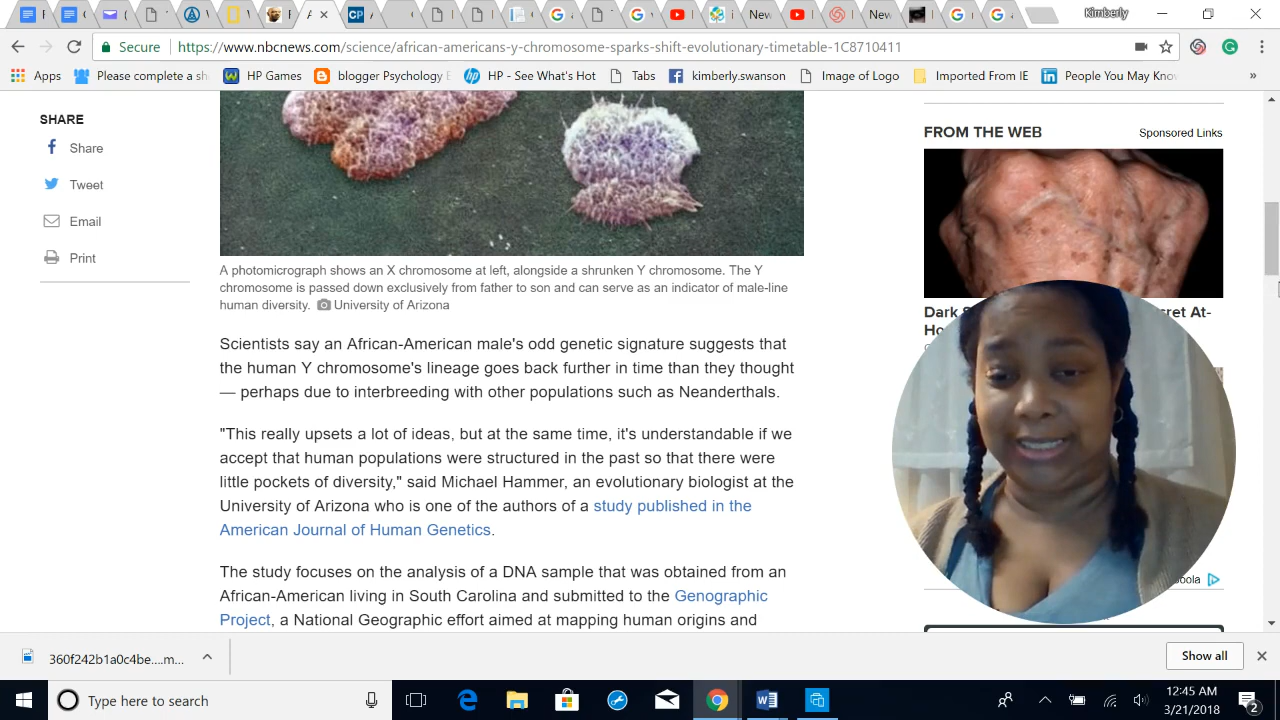 F
(
A
CP
A
G
G
New
New
G
G
Kimberly
Secure
https://www.nbcnews.com/science/african-americans-y-chromosome-sparks-shift-evolutionary-timetable-1C8710411
Apps
Please complete a sh
HP Games
blogger Psychology
HP - See What's Hot
Tabs
kimberly.swanson
Image of Logo
Imported From IE
People You May Know
»
SHARE
Share
Tweet
Email
Print
A photomicrograph shows an X chromosome at left, alongside a shrunken Y chromosome. The Y
chromosome is passed down exclusively from father to son and can serve as an indicator of male-line
human diversity. University of Arizona
Scientists say an African-American male's odd genetic signature suggests that
the human Y chromosome's lineage goes back further in time than they thought
— perhaps due to interbreeding with other populations such as Neanderthals.
"This really upsets a lot of ideas, but at the same time, it's understandable if we
accept that human populations were structured in the past so that there were
little pockets of diversity," said Michael Hammer, an evolutionary biologist at the
University of Arizona who is one of the authors of a study published in the
American Journal of Human Genetics.
The study focuses on the analysis of a DNA sample that was obtained from an
African-American living in South Carolina and submitted to the Genographic
Project, a National Geographic effort aimed at mapping human origins and
FROM THE WEB
Sponsored Links
Dark
cret At-
Ho
oola
360f242b1a0c4be....m...
Show all
Type here to search
12:45 AM
3/21/2018
2